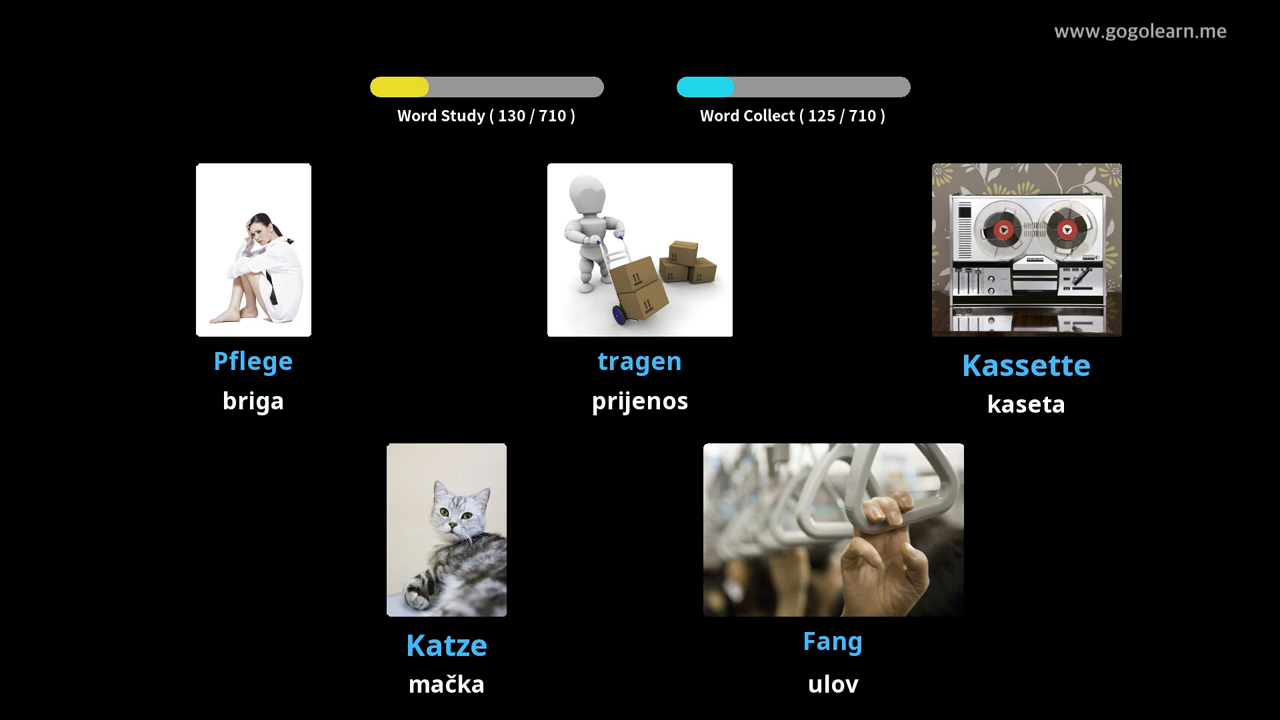 www.gogolearn.me
Word Study ( 130 / 710 )
Word Collect ( 125 / 710 )
Pflege
briga
tragen
prijenos
Kassette
kaseta
Katze
mačka
Fang
ulov